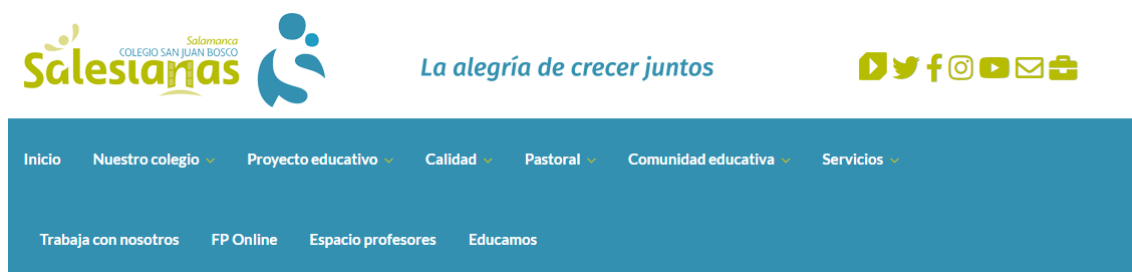 Salamanca
COLEGIO SAN JUAN BOSCO
Salesianas
La alegría de crecer juntos
Inicio Nuestro colegio Proyecto educativo Calidad Pastoral Comunidad educativa Servicios
Trabaja con nosotros FP Online Espacio profesores Educamos